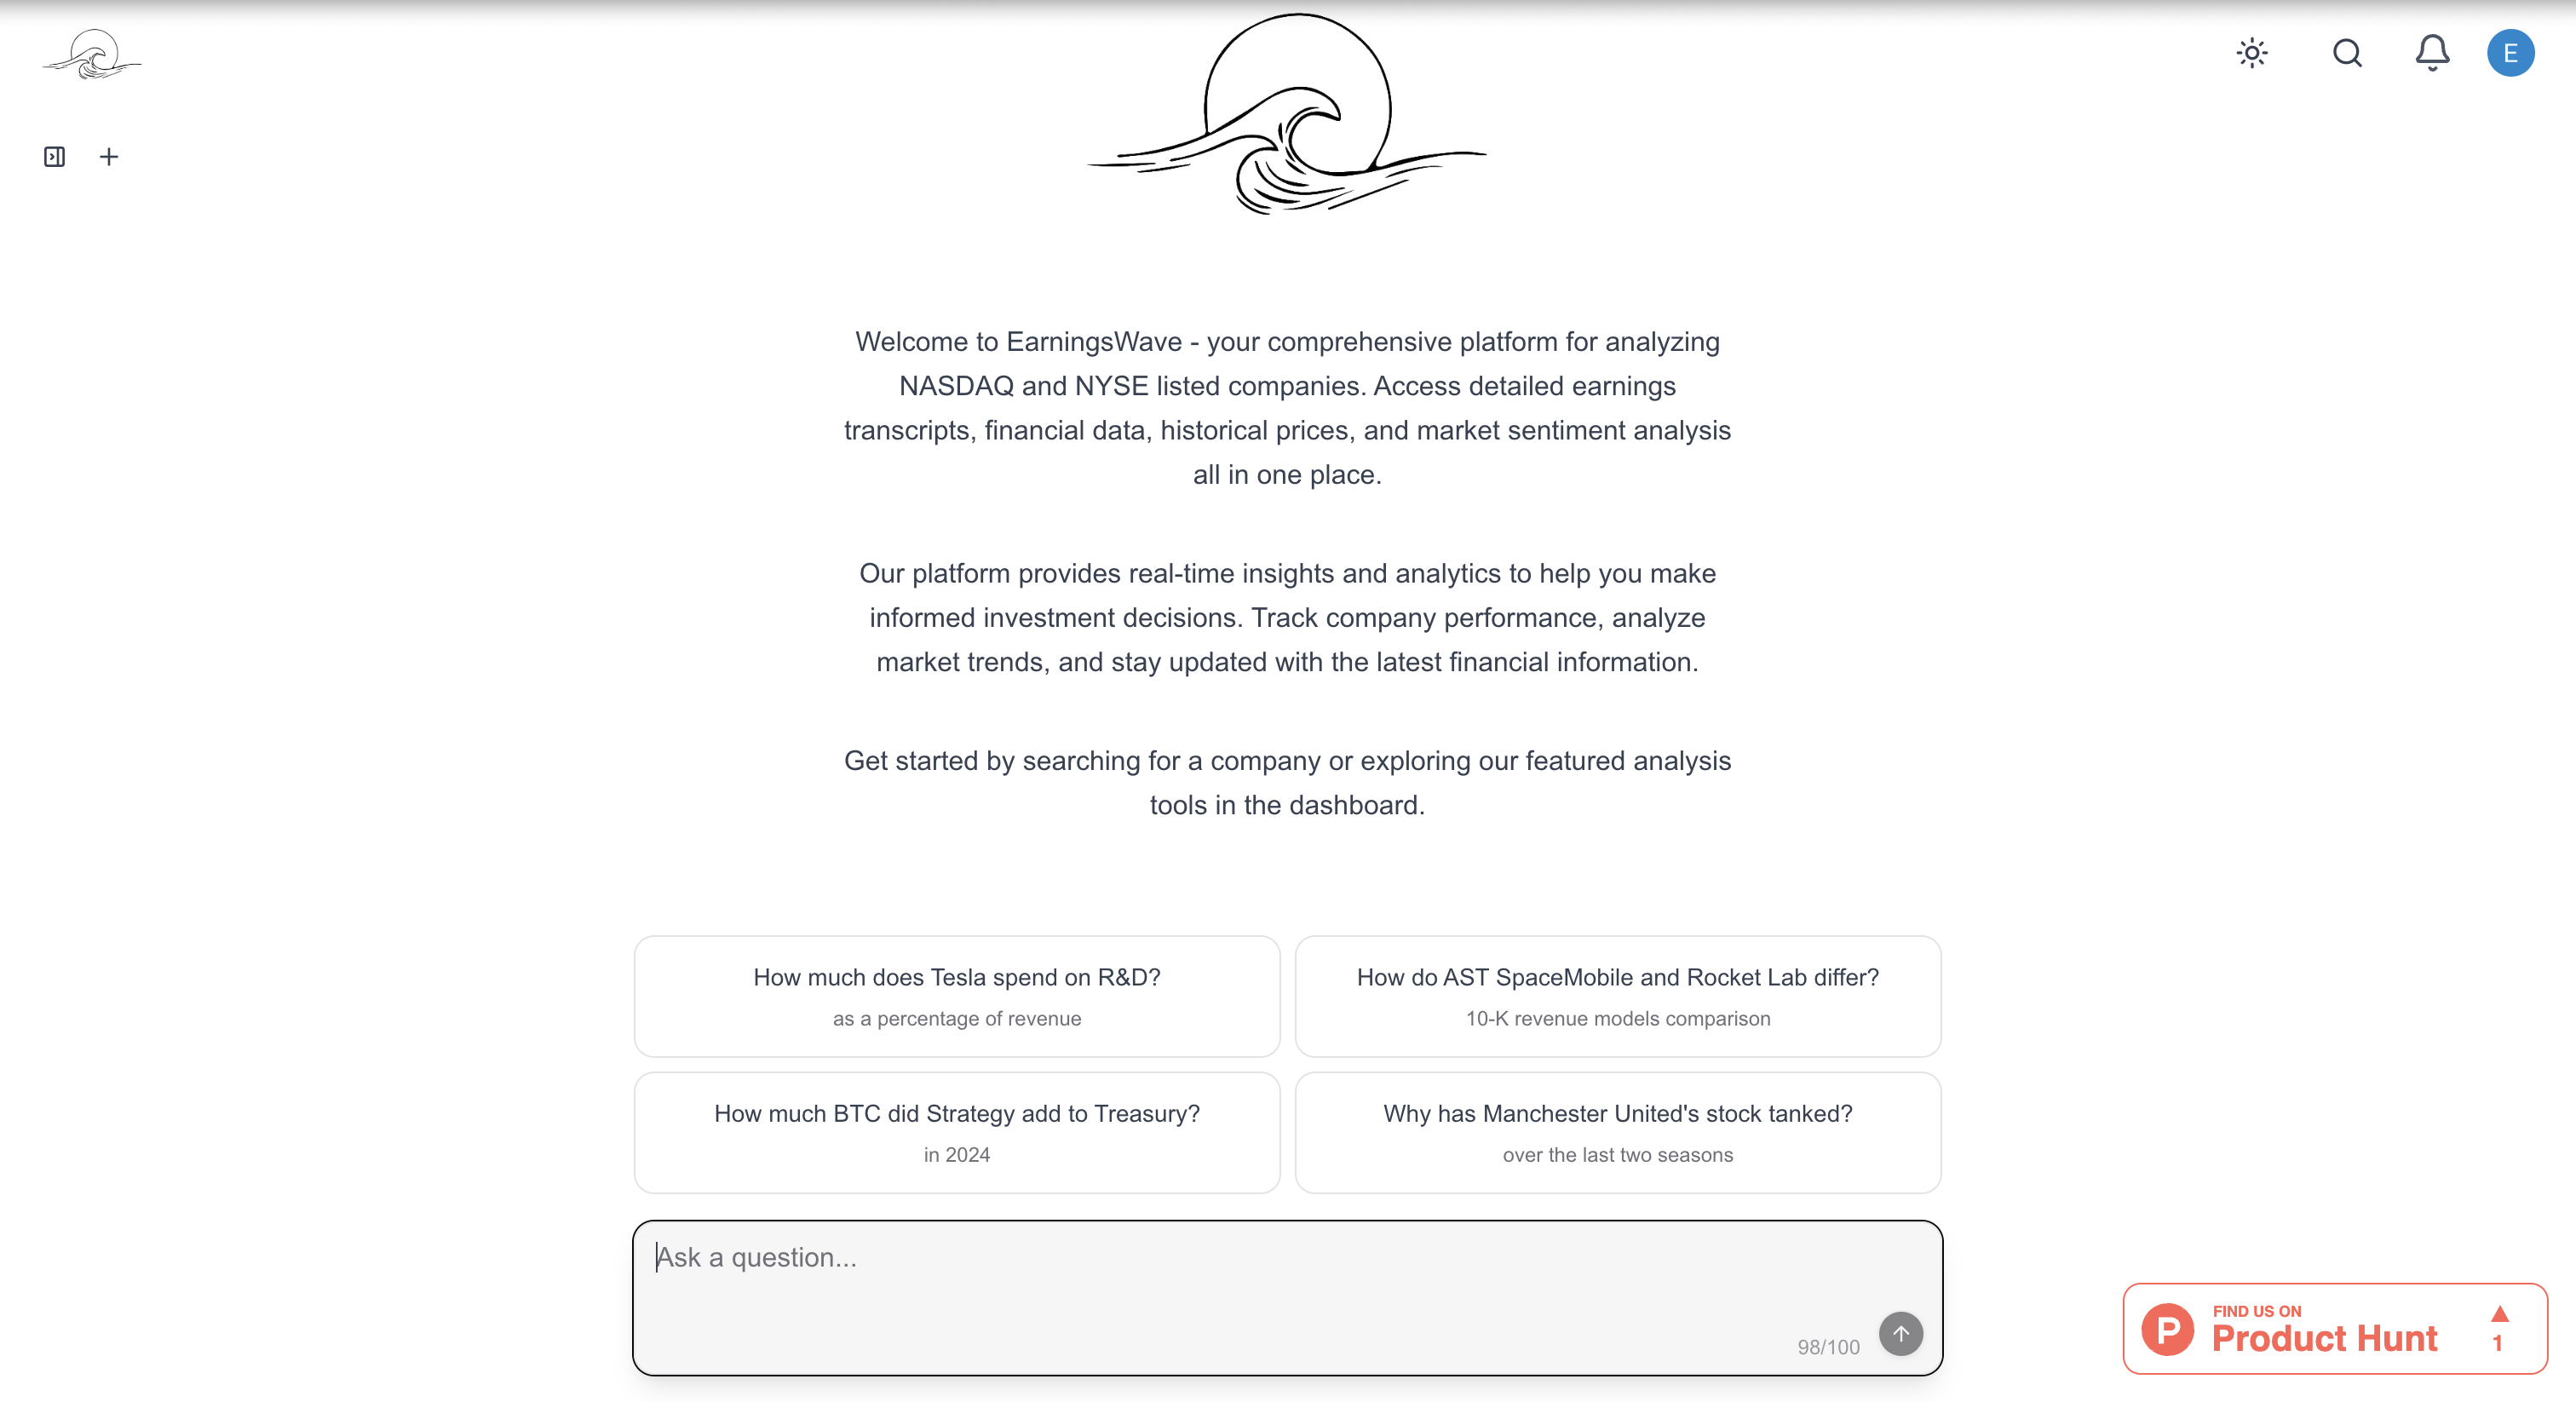 E
Welcome to EarningsWave - your comprehensive platform for analyzing
NASDAQ and NYSE listed companies. Access detailed earnings
transcripts, financial data, historical prices, and market sentiment analysis
all in one place.
Our platform provides real-time insights and analytics to help you make
informed investment decisions. Track company performance, analyze
market trends, and stay updated with the latest financial information.
Get started by searching for a company or exploring our featured analysis
tools in the dashboard.
How much does Tesla spend on R&D?
as a percentage of revenue
How do AST SpaceMobile and Rocket Lab differ?
10-K revenue models comparison
How much BTC did Strategy add to Treasury?
in 2024
Why has Manchester United's stock tanked?
over the last two seasons
Ask a question...
98/100
P
FIND US ON
Product Hunt
1